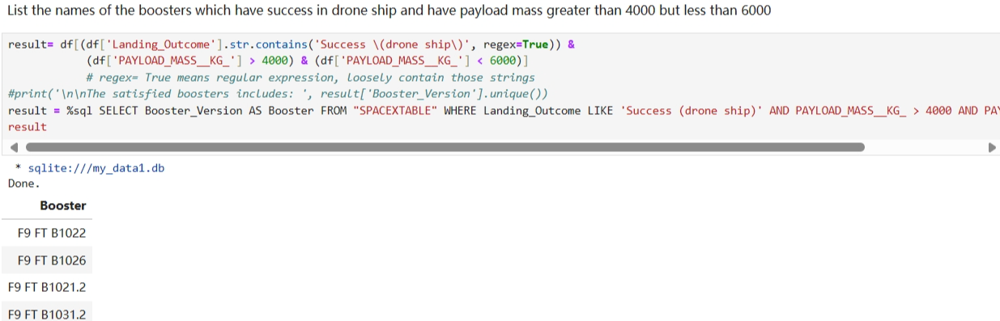 List the names of the boosters which have success in drone ship and have payload mass greater than 4000 but less than 6000
result= df[(df['Landing_Outcome'].str.contains('Success \(drone ship\)', regex=True)) &
(df['PAYLOAD_MASS__KG_'] > 4000) & (df['PAYLOAD_MASS__KG_'] < 6000)]
# regex= True means regular expression, loosely contain those strings
#print('\n\nThe satisfied boosters includes: ', result['Booster_Version'].unique())
result = %sql SELECT Booster_Version AS Booster FROM "SPACEXTABLE" WHERE Landing_Outcome LIKE 'Success (drone ship)' AND PAYLOAD_MASS__KG_ > 4000 AND PAY
result
* sqlite:///my_data1.db
Done.
Booster
F9 FT B1022
F9 FT B1026
F9 FT B1021.2
F9 FT B1031.2